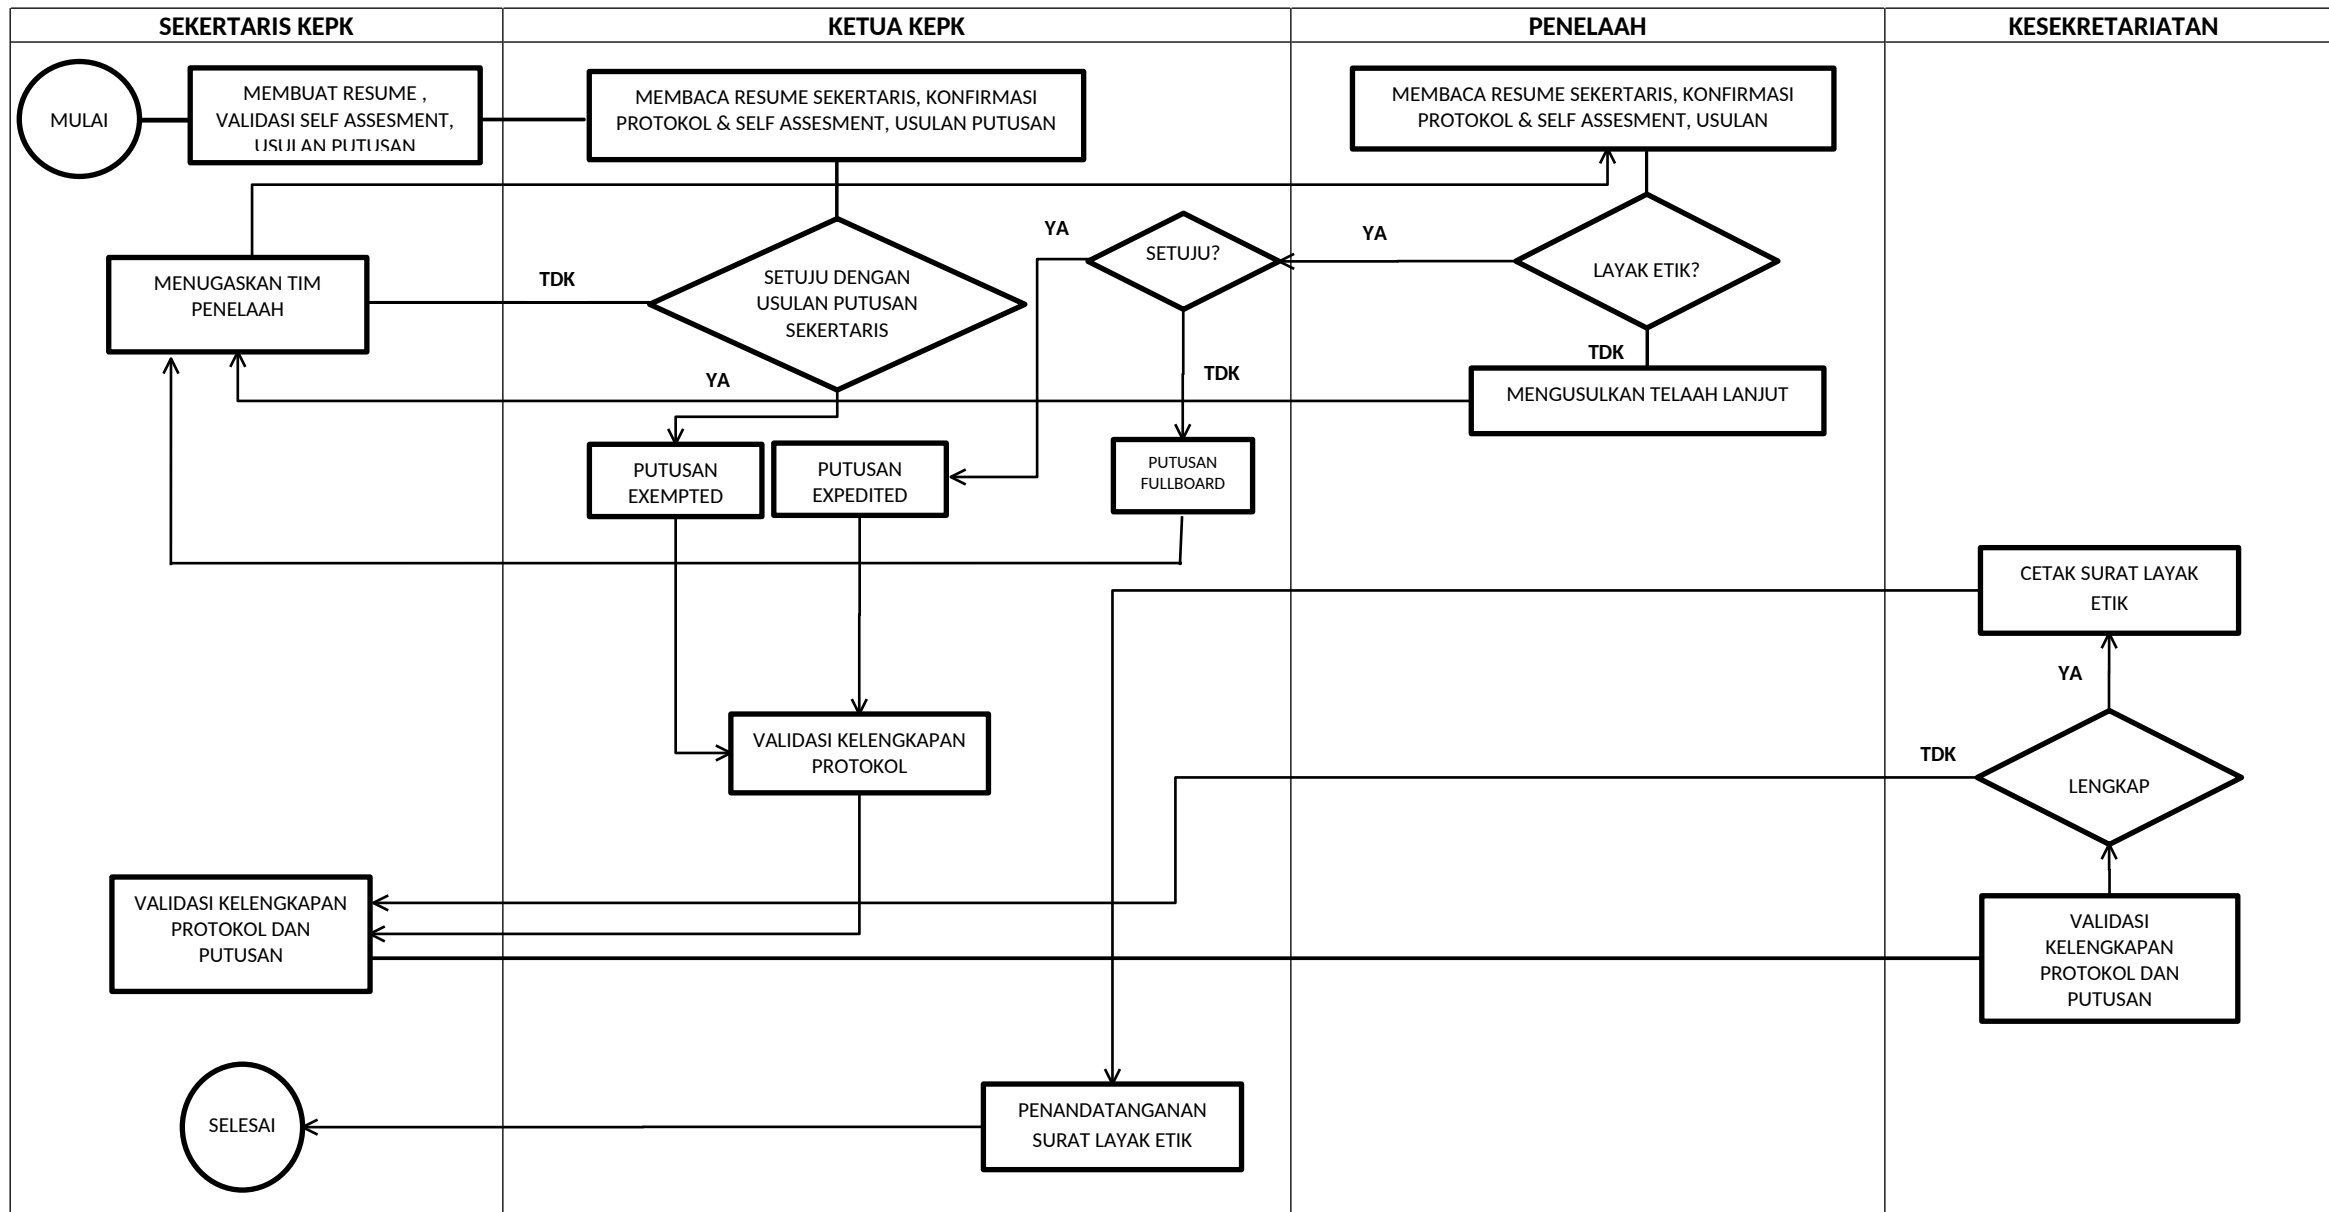 SEKERTARIS KEPK
KETUA KEPK
PENELAAH
KESEKRETARIATAN
MULAI
MEMBUAT RESUME ,
VALIDASI SELF ASSESMENT,
USULAN PUTUSAN
MEMBACA RESUME SEKERTARIS, KONFIRMASI
PROTOKOL & SELF ASSESMENT, USULAN PUTUSAN
MEMBACA RESUME SEKERTARIS, KONFIRMASI
PROTOKOL & SELF ASSESMENT, USULAN
MENUGASKAN TIM
PENELAAH
TDK
SETUJU DENGAN
USULAN PUTUSAN
SEKERTARIS
YA
YA
SETUJU?
YA
LAYAK ETIK?
TDK
TDK
MENGUSULKAN TELAAH LANJUT
PUTUSAN
EXEMPTED
PUTUSAN
EXPEDITED
PUTUSAN
FULLBOARD
CETAK SURAT LAYAK
ETIK
YA
VALIDASI KELENGKAPAN
PROTOKOL
TDK
LENGKAP
VALIDASI KELENGKAPAN
PROTOKOL DAN
PUTUSAN
VALIDASI
KELENGKAPAN
PROTOKOL DAN
PUTUSAN
SELESAI
PENANDATANGANAN
SURAT LAYAK ETIK